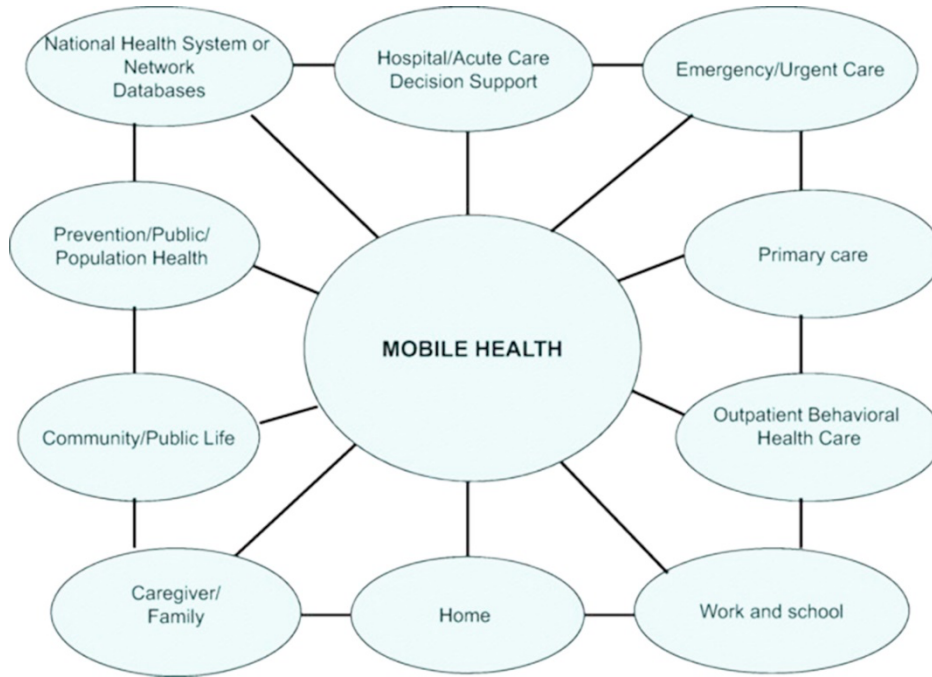 National Health System or
Network
Databases
Hospital/Acute Care
Decision Support
Emergency/Urgent Care
Prevention/Public/
Population Health
Primary care
MOBILE HEALTH
Community/Public Life
Outpatient Behavioral
Health Care
Caregiver/
Family
Home
Work and school